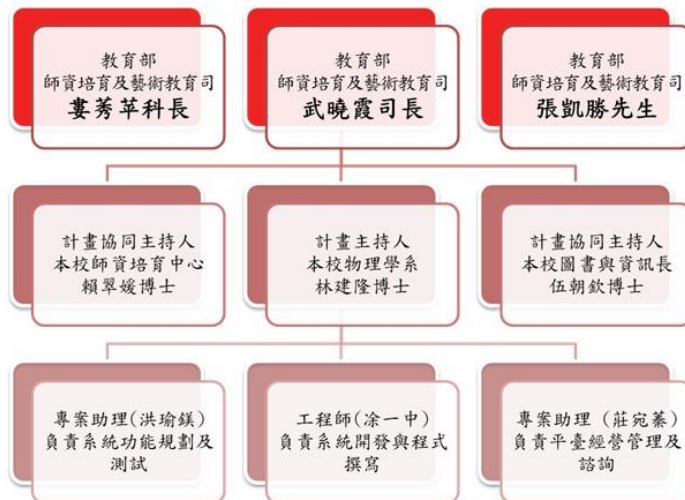 教育部
師資培育及藝術教育司
婁莠苹科長
教育部
師資培育及藝術教育司
武曉霞司長
教育部
師資培育及藝術教育司
張凱勝先生
計畫協同主持人
本校師資培育中心
賴翠媛博士
計畫主持人
本校物理學系
林建隆博士
計畫協同主持人
本校圖書與資訊長
伍朝欽博士
專案助理(洪瑜鎂)
負責系統功能規劃及
測試
工程師(凃一中)
負責系統開發與程式
撰寫
專案助理 (莊宛蓁)
負責平臺經營管理及
諮詢